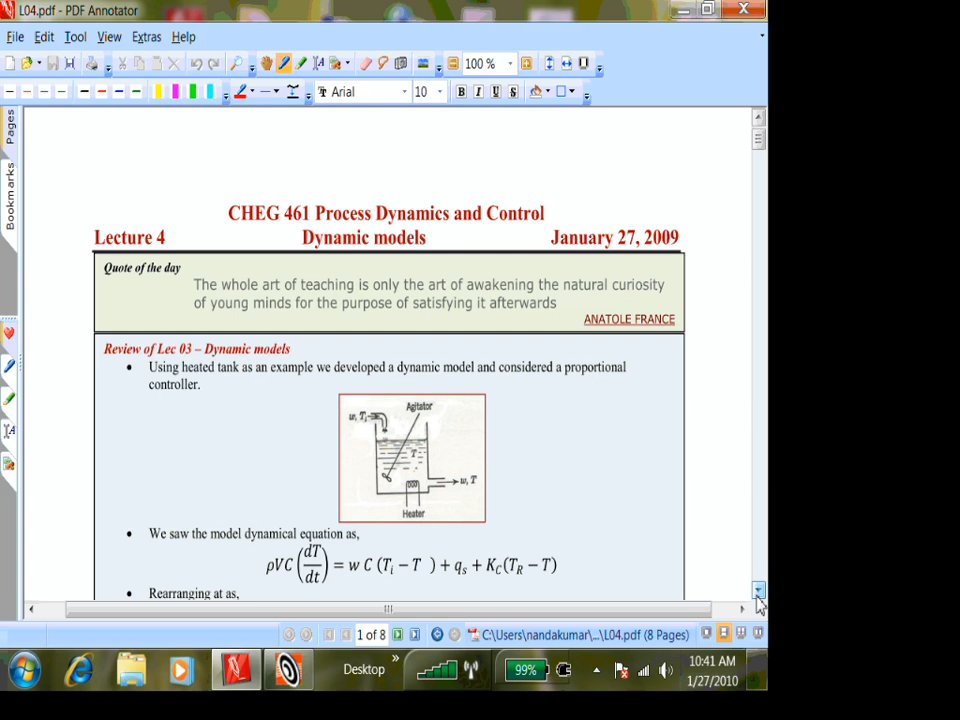 L04.pdf - PDF Annotator
File Edit Tool View Extras Help
100 %
Arial 10 B I U S
Pages
Bookmarks
CHEG 461 Process Dynamics and Control
Lecture 4 Dynamic models January 27, 2009
Quote of the day
The whole art of teaching is only the art of awakening the natural curiosity
of young minds for the purpose of satisfying it afterwards
ANATOLE FRANCE
Review of Lec 03 – Dynamic models
• Using heated tank as an example we developed a dynamic model and considered a proportional
controller.
Agitator
w, Ti
T
w, T
Heater
• We saw the model dynamical equation as,
ρVC (dT/dt) = w C (Ti − T ) + qs + KC(TR − T)
• Rearranging at as,
1 of 8 C:\Users\nandakumar\...\L04.pdf (8 Pages)
Desktop » 99% 10:41 AM
1/27/2010